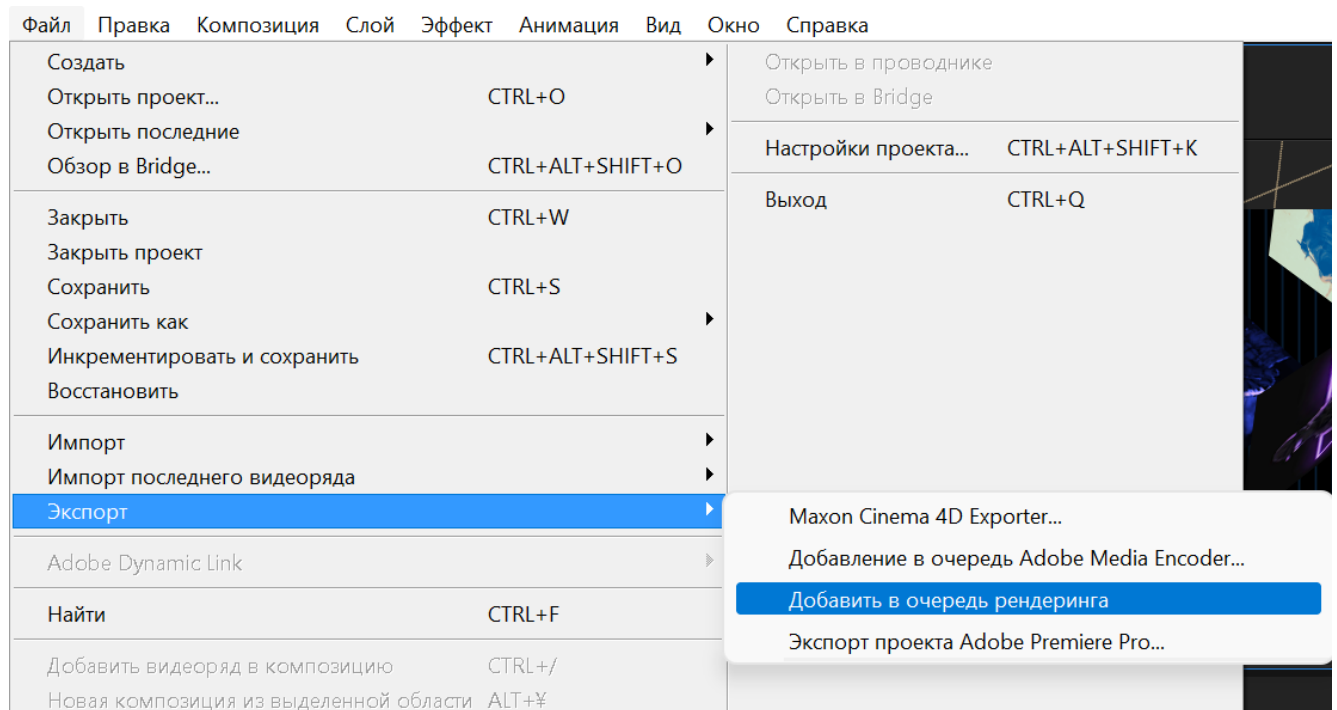 Файл Правка Композиция Слой Эффект Анимация Вид Окно Справка
Создать
Открыть проект... CTRL+O
Открыть последние
Обзор в Bridge... CTRL+ALT+SHIFT+O
Закрыть CTRL+W
Закрыть проект
Сохранить CTRL+S
Сохранить как
Инкрементировать и сохранить CTRL+ALT+SHIFT+S
Восстановить
Импорт
Импорт последнего видеоряда
Экспорт
Adobe Dynamic Link
Найти CTRL+F
Добавить видеоряд в композицию CTRL+/
Новая композиция из выделенной области ALT+¥
Открыть в проводнике
Открыть в Bridge
Настройки проекта... CTRL+ALT+SHIFT+K
Выход CTRL+Q
Maxon Cinema 4D Exporter...
Добавление в очередь Adobe Media Encoder...
Добавить в очередь рендеринга
Экспорт проекта Adobe Premiere Pro...